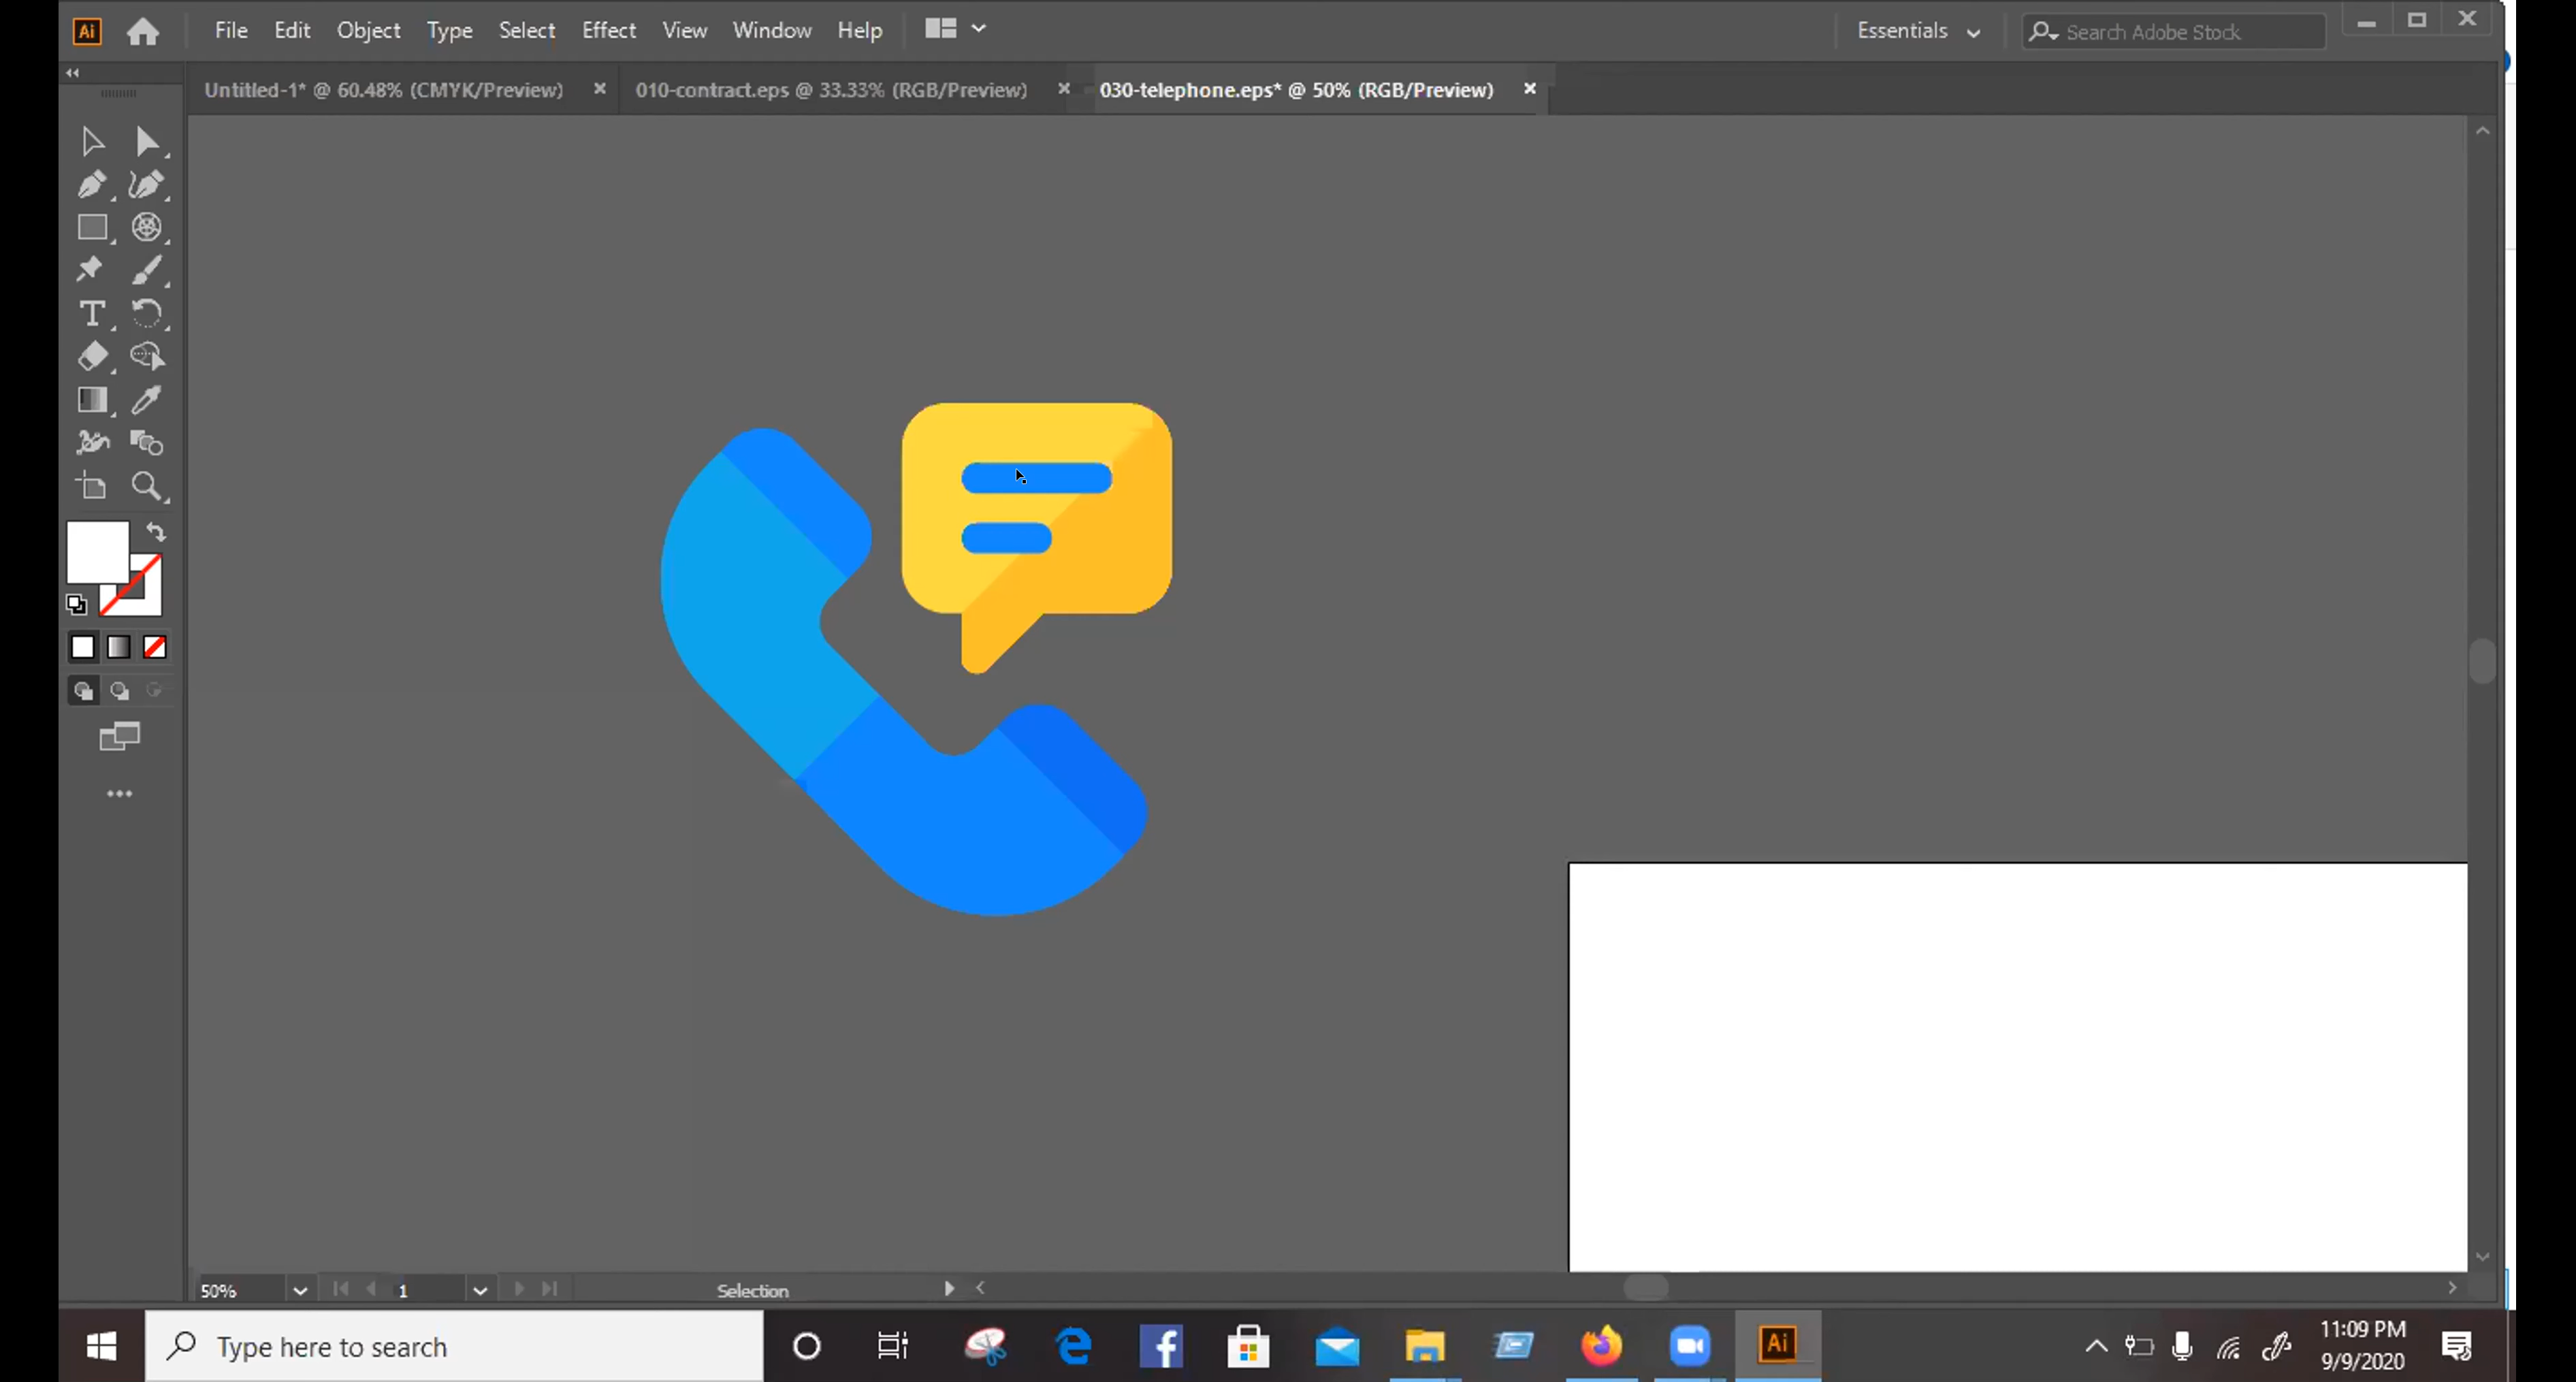 Ai File Edit Object Type Select Effect View Window Help Essentials Search Adobe Stock
Untitled-1* @ 60.48% (CMYK/Preview) 010-contract.eps @ 33.33% (RGB/Preview) 030-telephone.eps* @ 50% (RGB/Preview)
50% 1 Selection
Type here to search
Ai
11:09 PM
9/9/2020